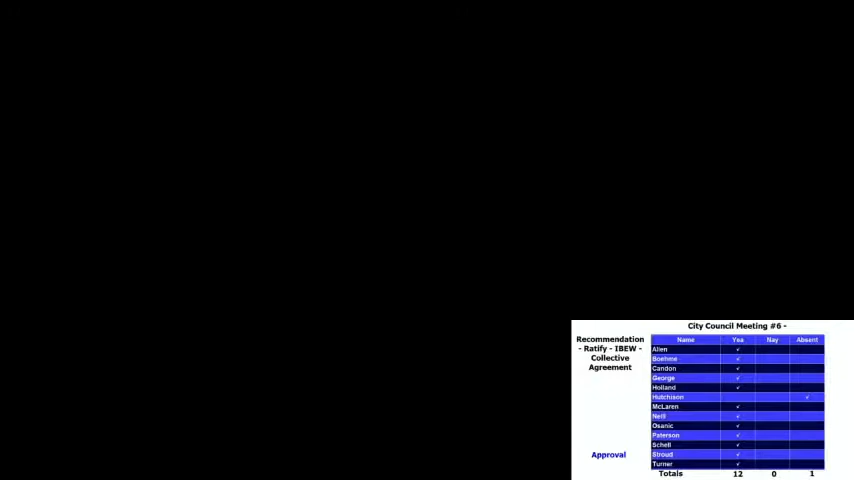 City Council Meeting #6 -
Recommendation
- Ratify - IBEW -
Collective
Agreement
Name Yea Nay Absent
Allen ✓
Boehme ✓
Candon ✓
George ✓
Holland ✓
Hutchison ✓
McLaren ✓
Neill ✓
Osanic ✓
Paterson ✓
Schell ✓
Stroud ✓
Turner ✓
Approval
Totals 12 0 1